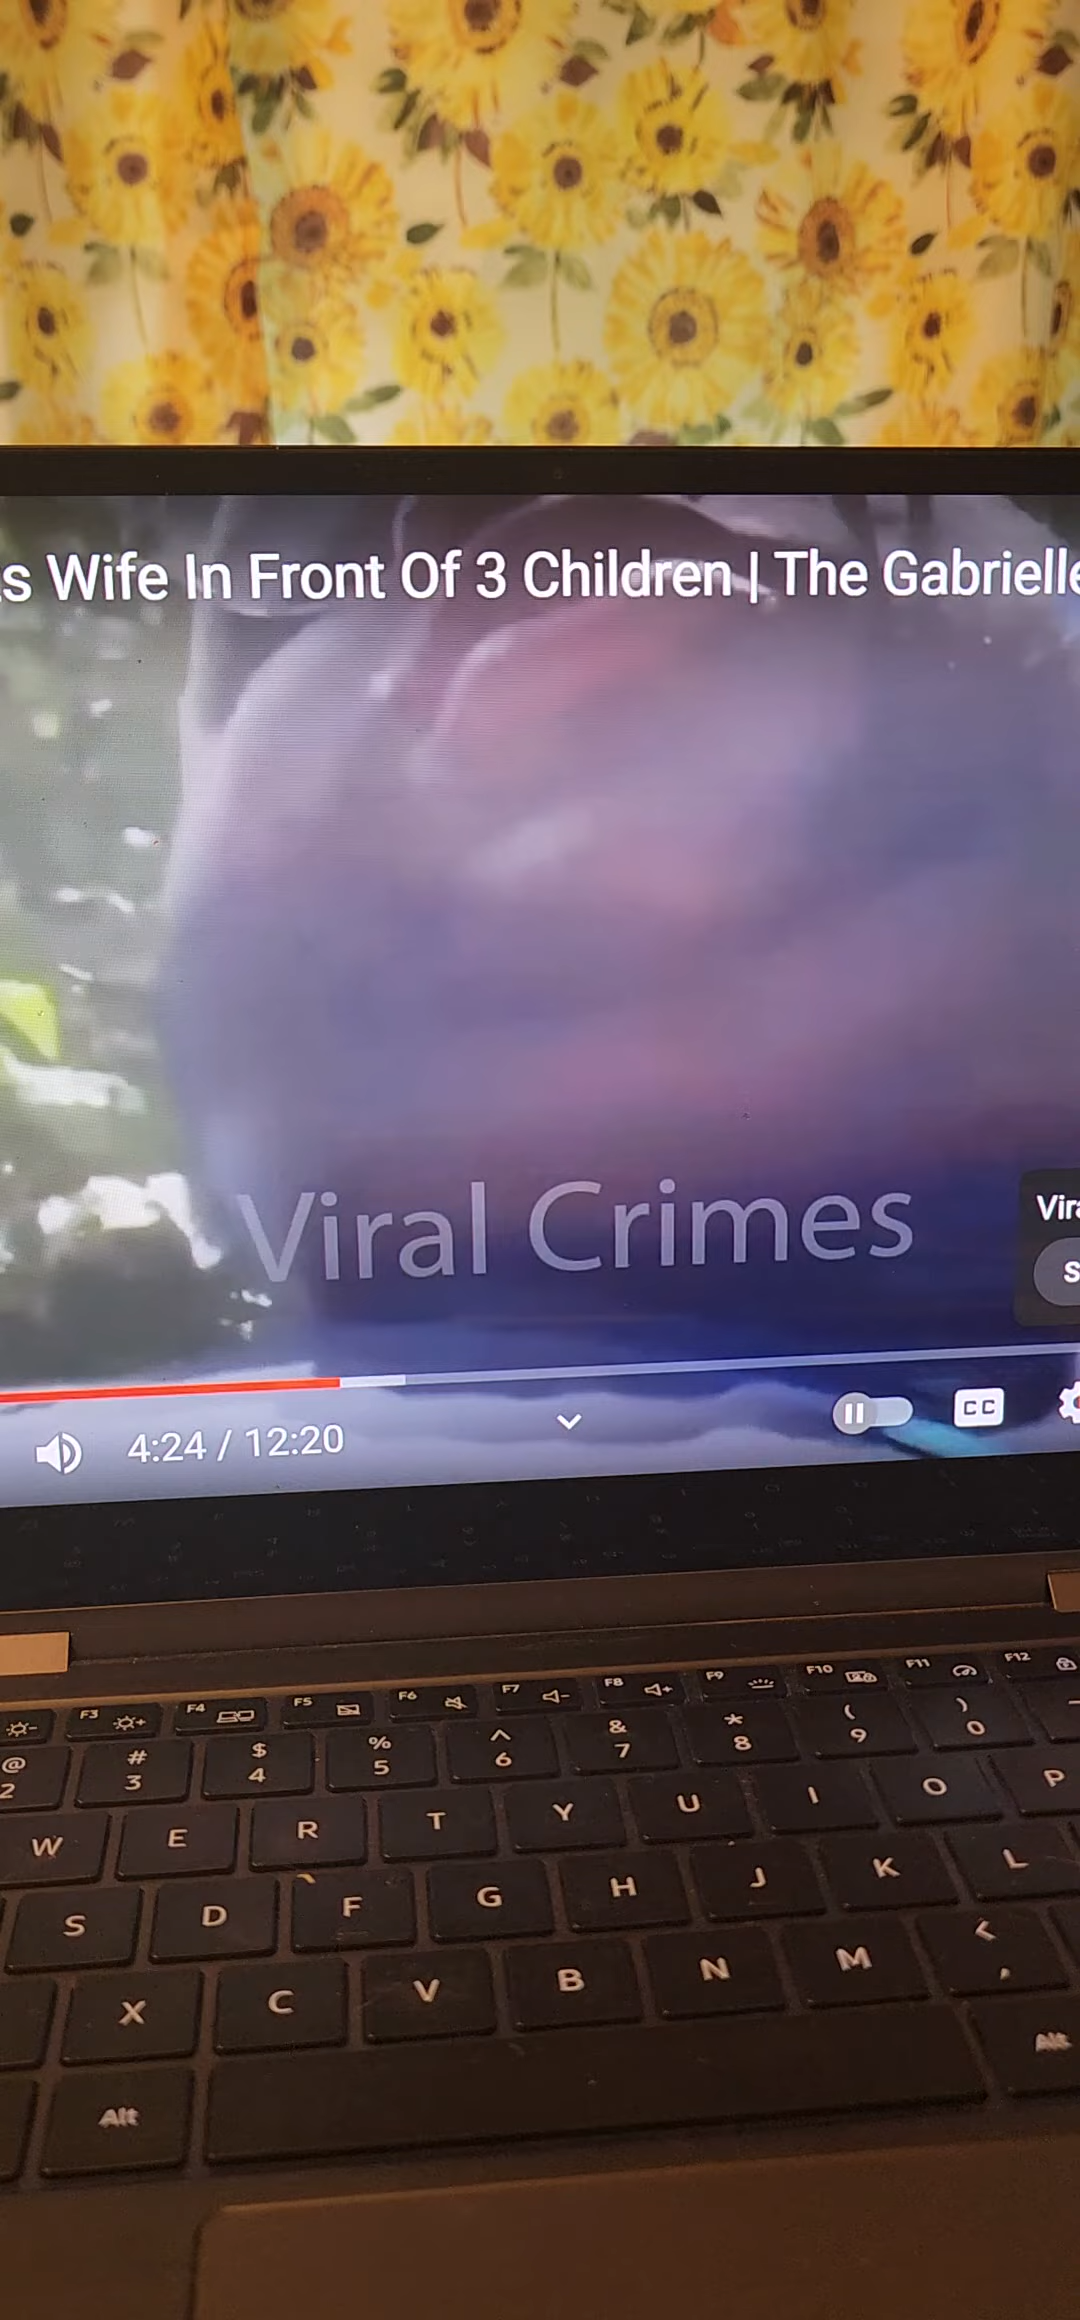 s Wife In Front Of 3 Children | The Gabrielle
Viral Crimes
Vira
S
4:24 / 12:20
CC
F3 F4 F5 F6 F7 F8 F9 F10 F11 F12
@ # $ % ^ & * ( )
2 3 4 5 6 7 8 9 0
W E R T Y U I O P
S D F G H J K L
X C V B N M < ,
Alt Alt